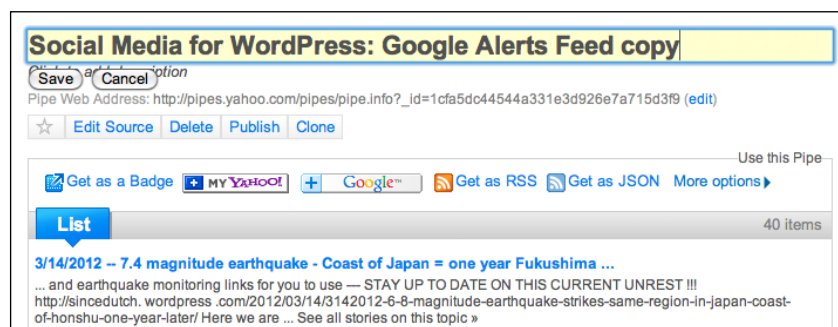 Social Media for WordPress: Google Alerts Feed copy
Save Cancel
Pipe Web Address: http://pipes.yahoo.com/pipes/pipe.info?_id=1cfa5dc44544a331e3d926e7a715d3f9 (edit)
Edit Source Delete Publish Clone
Use this Pipe
Get as a Badge MY YAHOO! Google™ Get as RSS Get as JSON More options
List 40 items
3/14/2012 -- 7.4 magnitude earthquake - Coast of Japan = one year Fukushima ...
... and earthquake monitoring links for you to use --- STAY UP TO DATE ON THIS CURRENT UNREST !!!
http://sincedutch. wordpress .com/2012/03/14/3142012-6-8-magnitude-earthquake-strikes-same-region-in-japan-coast-
of-honshu-one-year-later/ Here we are ... See all stories on this topic »